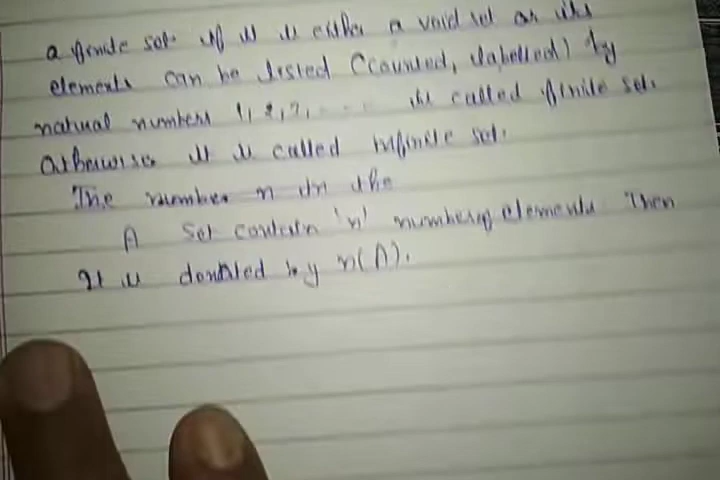 a finite set if it is either a void set or its
elements can be listed (counted, labelled) by
natual numbers 1, 2, 3, ..... is called finite set.
otherwise it is called infinite set.
The number n in the
A set contain 'n' number of elements Then
It is donated by n(A).